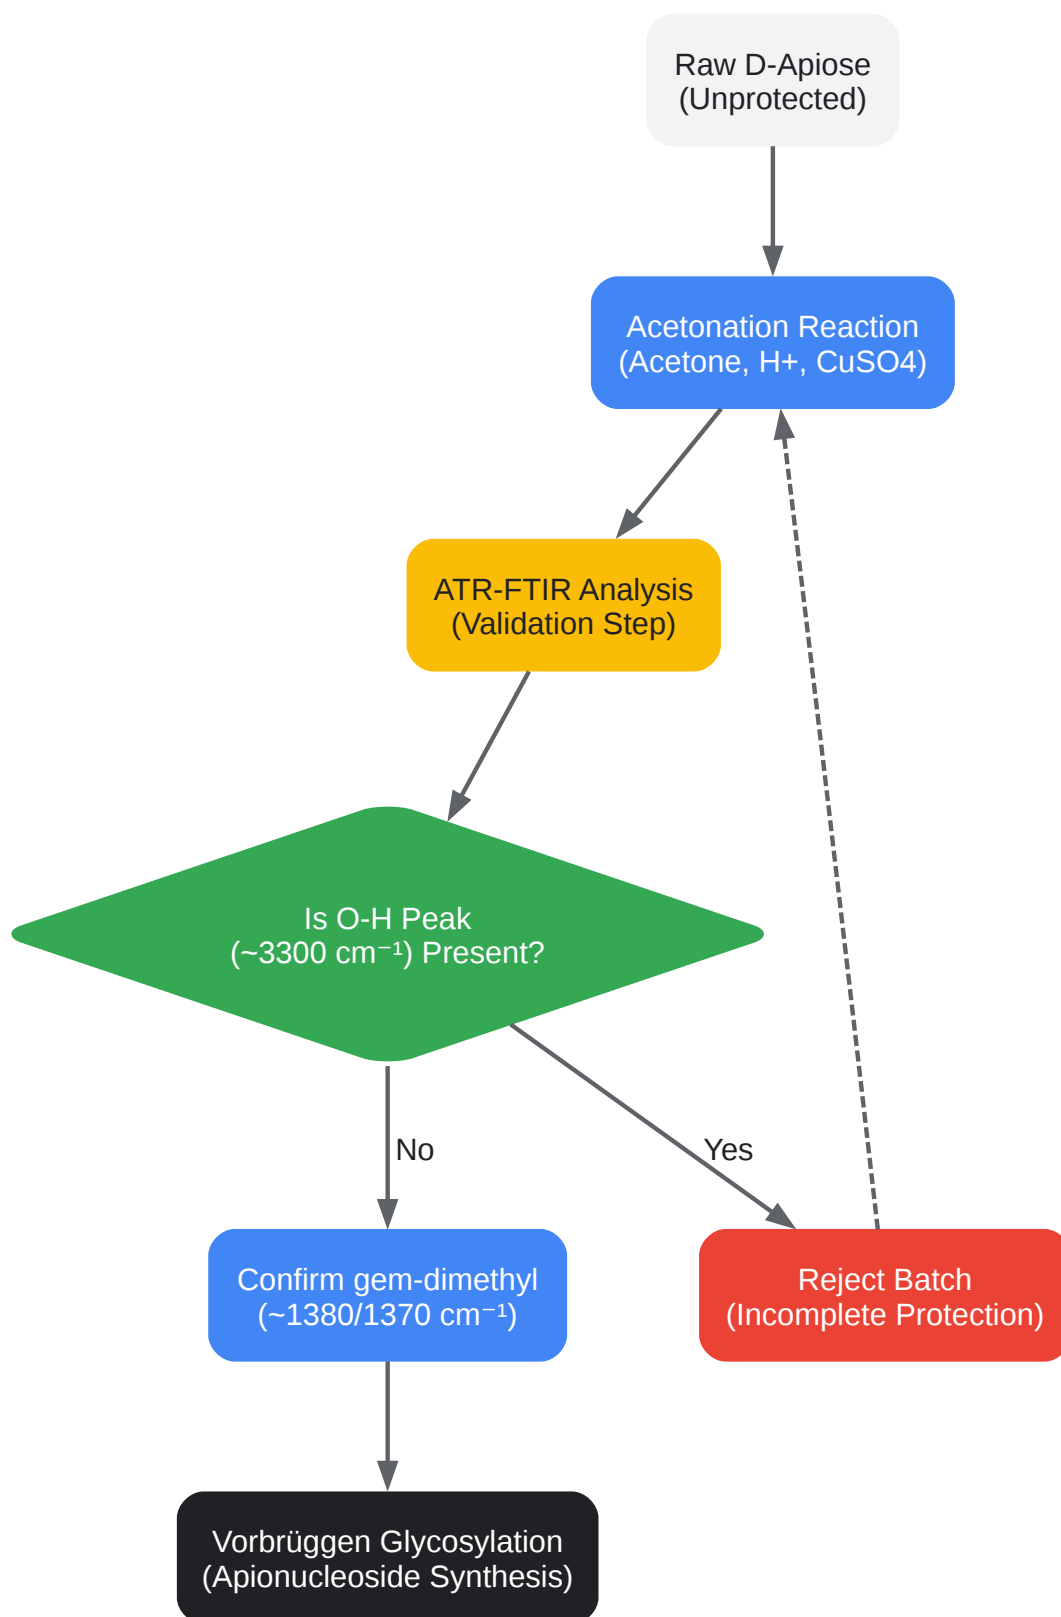 Raw D-Apiose
(Unprotected)
Acetonation Reaction
(Acetone, H+, CuSO4)
ATR-FTIR Analysis
(Validation Step)
Is O-H Peak
(~3300 cm⁻¹) Present?
No
Yes
Confirm gem-dimethyl
(~1380/1370 cm⁻¹)
Reject Batch
(Incomplete Protection)
Vorbrüggen Glycosylation
(Apionucleoside Synthesis)